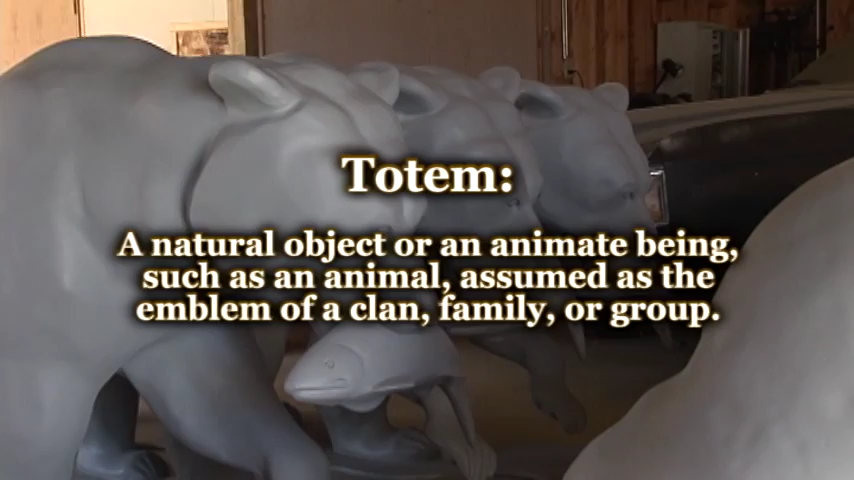 Totem:
A natural object or an animate being,
such as an animal, assumed as the
emblem of a clan, family, or group.